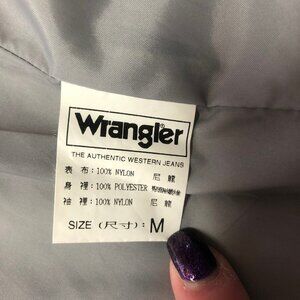 Wrangler
THE AUTHENTIC WESTERN JEANS
表 布: 100% NYLON 尼 龍
身 裡: 100% POLYESTER
袖 裡: 100% NYLON 尼 龍
SIZE (尺寸): M